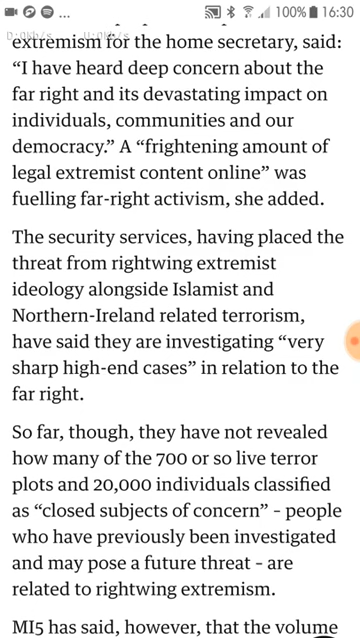 ... 100% 16:30
extremism for the home secretary, said:
“I have heard deep concern about the
far right and its devastating impact on
individuals, communities and our
democracy.” A “frightening amount of
legal extremist content online” was
fuelling far-right activism, she added.
The security services, having placed the
threat from rightwing extremist
ideology alongside Islamist and
Northern-Ireland related terrorism,
have said they are investigating “very
sharp high-end cases” in relation to the
far right.
So far, though, they have not revealed
how many of the 700 or so live terror
plots and 20,000 individuals classified
as “closed subjects of concern” – people
who have previously been investigated
and may pose a future threat – are
related to rightwing extremism.
MI5 has said, however, that the volume